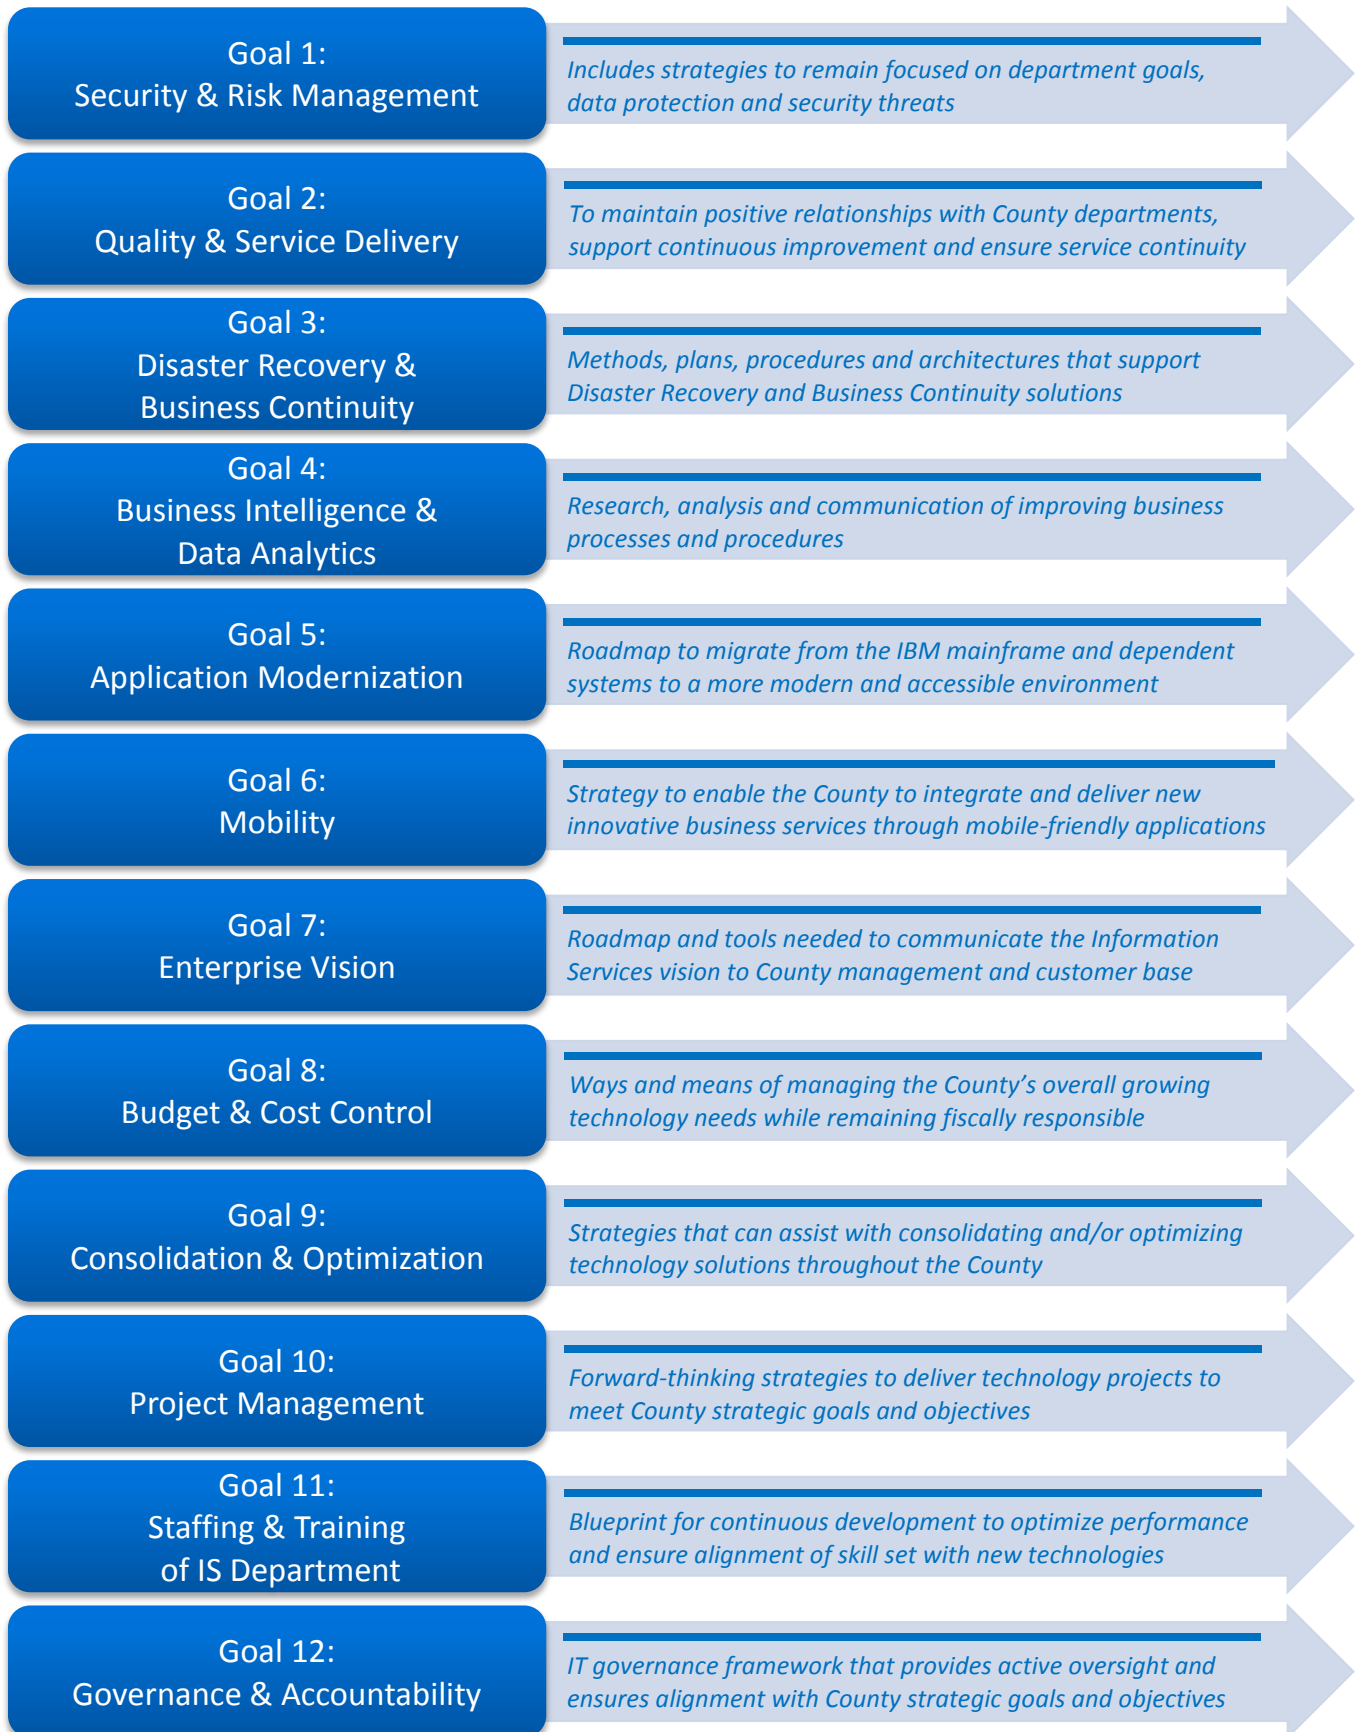 Goal 1:
Security & Risk Management
Includes strategies to remain focused on department goals,
data protection and security threats
Goal 2:
Quality & Service Delivery
To maintain positive relationships with County departments,
support continuous improvement and ensure service continuity
Goal 3:
Disaster Recovery &
Business Continuity
Methods, plans, procedures and architectures that support
Disaster Recovery and Business Continuity solutions
Goal 4:
Business Intelligence &
Data Analytics
Research, analysis and communication of improving business
processes and procedures
Goal 5:
Application Modernization
Roadmap to migrate from the IBM mainframe and dependent
systems to a more modern and accessible environment
Goal 6:
Mobility
Strategy to enable the County to integrate and deliver new
innovative business services through mobile-friendly applications
Goal 7:
Enterprise Vision
Roadmap and tools needed to communicate the Information
Services vision to County management and customer base
Goal 8:
Budget & Cost Control
Ways and means of managing the County’s overall growing
technology needs while remaining fiscally responsible
Goal 9:
Consolidation & Optimization
Strategies that can assist with consolidating and/or optimizing
technology solutions throughout the County
Goal 10:
Project Management
Forward-thinking strategies to deliver technology projects to
meet County strategic goals and objectives
Goal 11:
Staffing & Training
of IS Department
Blueprint for continuous development to optimize performance
and ensure alignment of skill set with new technologies
Goal 12:
Governance & Accountability
IT governance framework that provides active oversight and
ensures alignment with County strategic goals and objectives